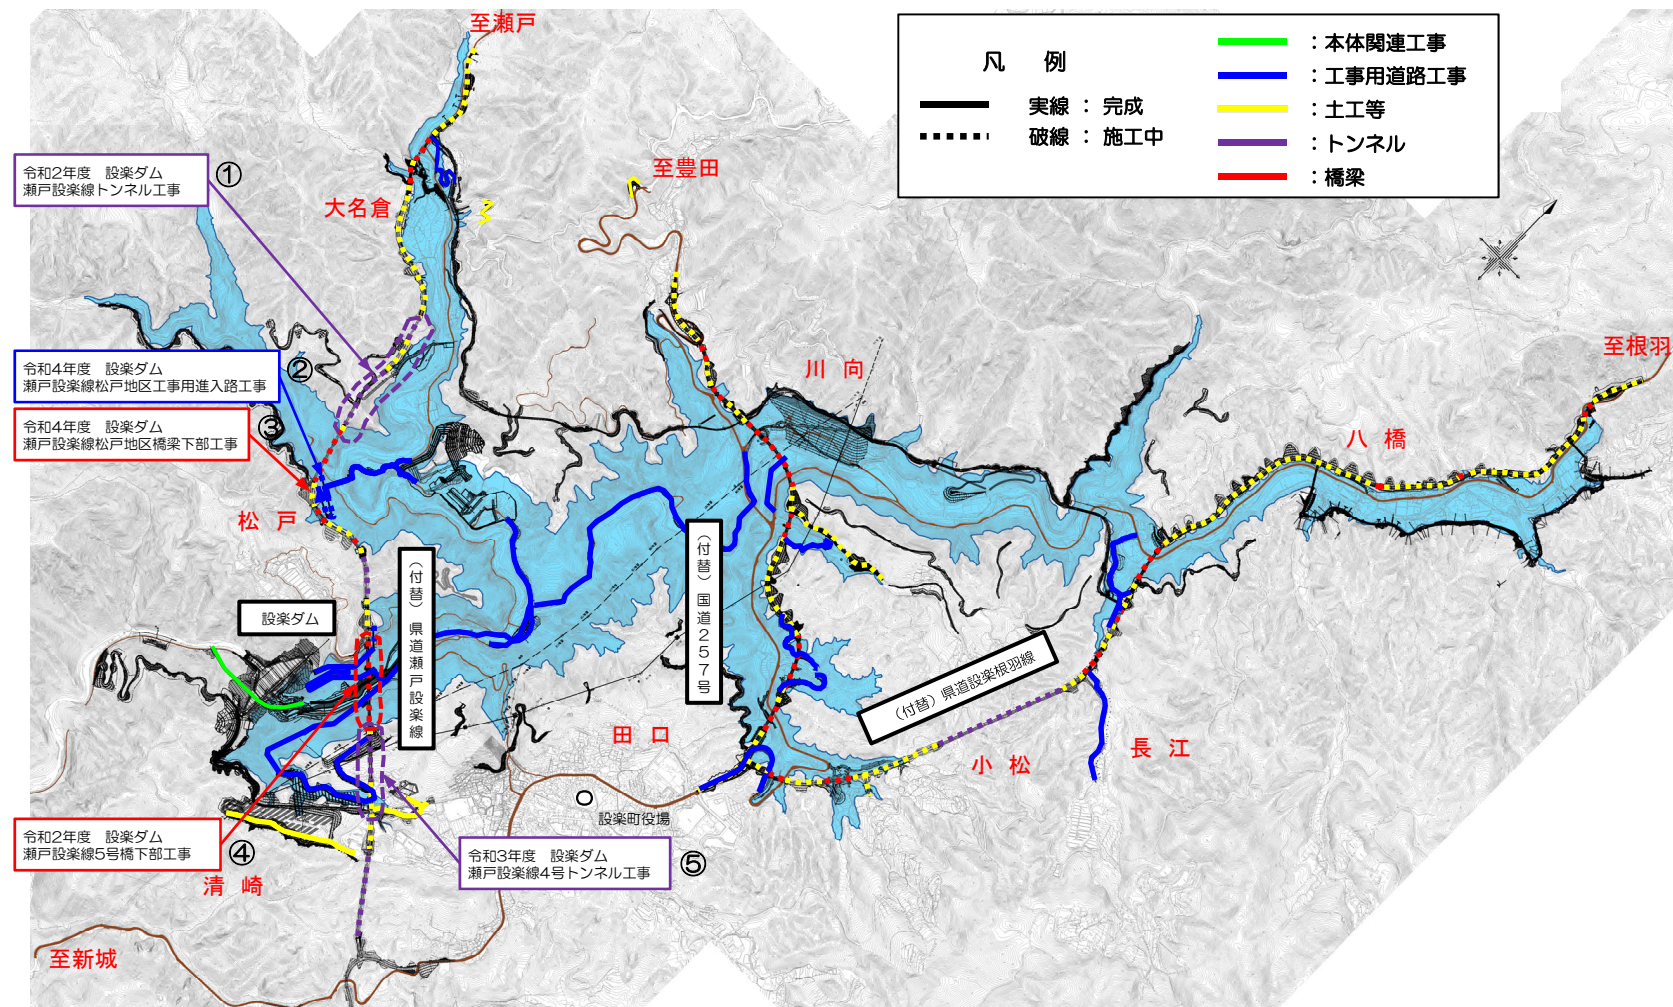 至瀬戸
凡 例
実線 : 完成
破線 : 施工中
: 本体関連工事
: 工事用道路工事
: 土工等
: トンネル
: 橋梁
令和2年度 設楽ダム
瀬戸設楽線トンネル工事
①
大名倉
至豊田
令和4年度 設楽ダム
瀬戸設楽線松戸地区工事用進入路工事
②
令和4年度 設楽ダム
瀬戸設楽線松戸地区橋梁下部工事
③
川向
至根羽
八橋
松戸
設楽ダム
(付替) 県道瀬戸設楽線
(付替) 国道257号
(付替) 県道設楽根羽線
田口
小松
長江
設楽町役場
令和2年度 設楽ダム
瀬戸設楽線5号橋下部工事
④
令和3年度 設楽ダム
瀬戸設楽線4号トンネル工事
⑤
清崎
至新城